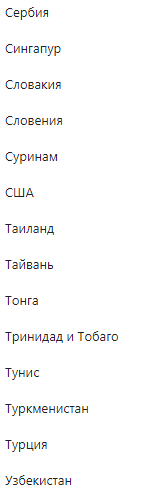 Сербия
Сингапур
Словакия
Словения
Суринам
США
Таиланд
Тайвань
Тонга
Тринидад и Тобаго
Тунис
Туркменистан
Турция
Узбекистан